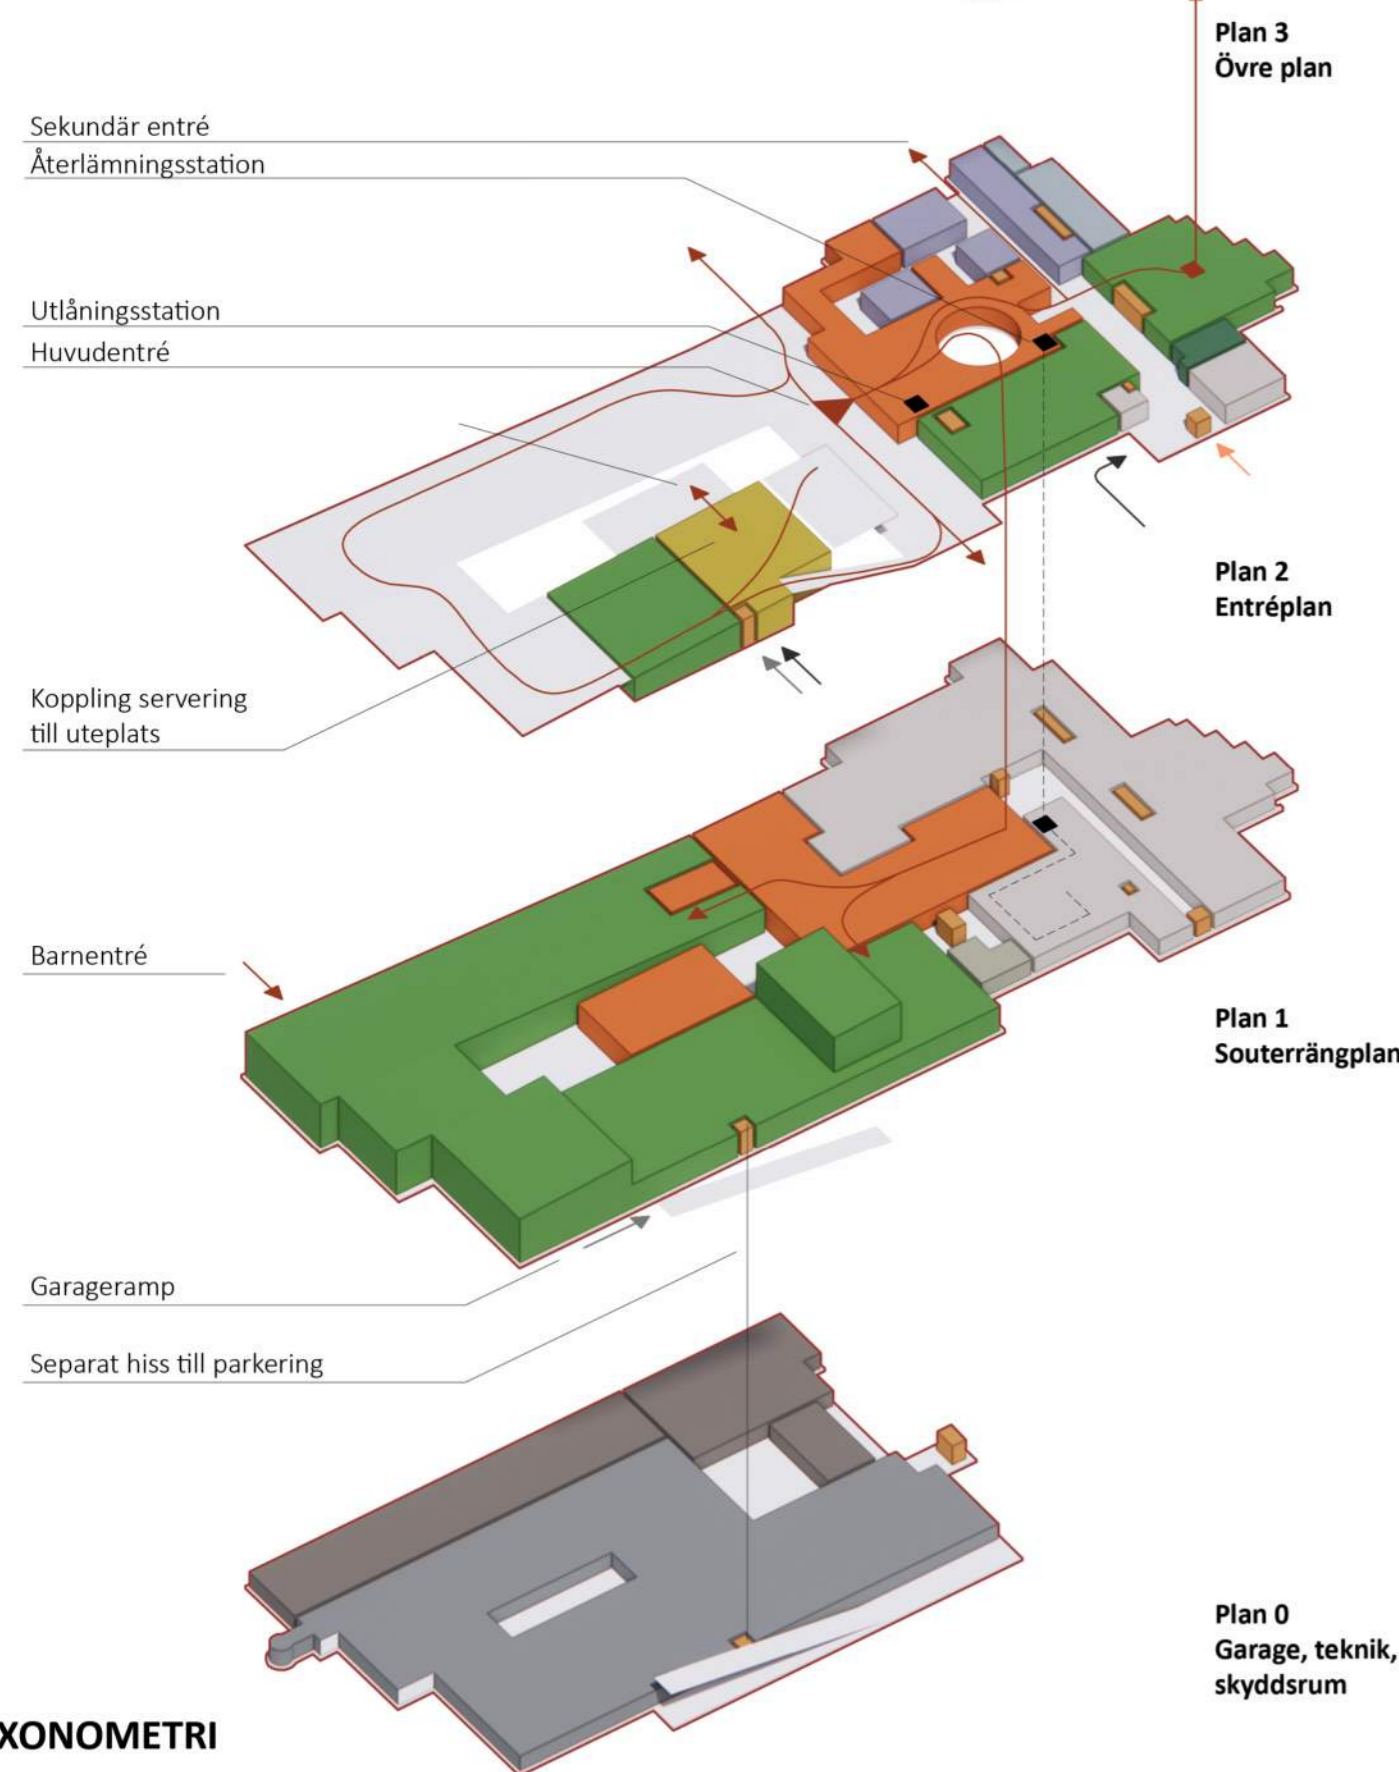 Plan 3
Övre plan
Sekundär entré
Återlämningsstation
Utlåningsstation
Huvudentré
Plan 2
Entréplan
Koppling servering
till uteplats
Barnentré
Plan 1
Souterrängplan
Garageramp
Separat hiss till parkering
Plan 0
Garage, teknik,
skyddsrum
XONOMETRI